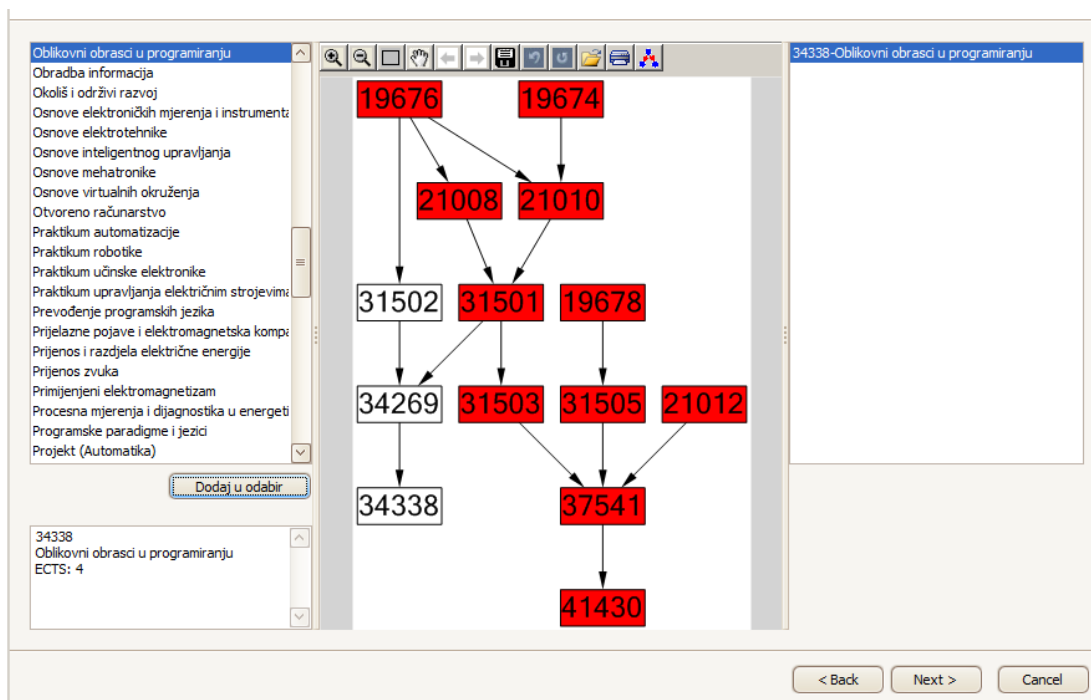 Oblikovni obrasci u programiranju
Obradba informacija
Okoliš i održivi razvoj
Osnove elektroničkih mjerenja i instrumenta
Osnove elektrotehnike
Osnove inteligentnog upravljanja
Osnove mehatronike
Osnove virtualnih okruženja
Otvoreno računarstvo
Praktikum automatizacije
Praktikum robotike
Praktikum učinske elektronike
Praktikum upravljanja električnim strojevima
Prevođenje programskih jezika
Prijelazne pojave i elektromagnetska kompa
Prijenos i razdjela električne energije
Prijenos zvuka
Primijenjeni elektromagnetizam
Procesna mjerenja i dijagnostika u energeti
Programske paradigme i jezici
Projekt (Automatika)
Dodaj u odabir
34338
Oblikovni obrasci u programiranju
ECTS: 4
19676 19674
21008 21010
31502 31501 19678
34269 31503 31505 21012
34338 37541
41430
34338-Oblikovni obrasci u programiranju
< Back Next > Cancel